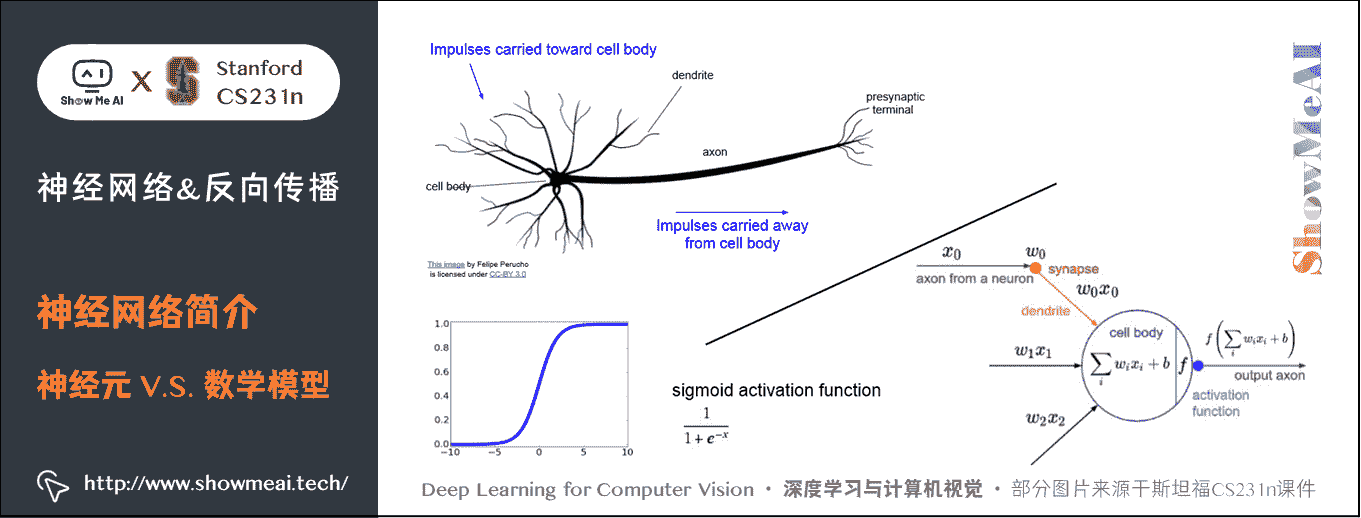 Show Me AI
X
Stanford
CS231n
神经网络&反向传播
神经网络简介
神经元 V.S. 数学模型
http://www.showmeai.tech/
Impulses carried toward cell body
dendrite
presynaptic
terminal
axon
cell body
Impulses carried away
from cell body
This image by Felipe Perucho
is licensed under CC-BY 3.0
1.0
0.8
0.6
0.4
0.2
0.0
−10 −5 0 5 10
sigmoid activation function
1
1 + e^{-x}
x_0 w_0
axon from a neuron
synapse
w_0x_0
dendrite
cell body
w_1x_1
∑_i w_ix_i + b
f
f(∑_i w_ix_i + b)
output axon
activation
function
w_2x_2
ShowMeAI
Deep Learning for Computer Vision · 深度学习与计算机视觉 · 部分图片来源于斯坦福CS231n课件